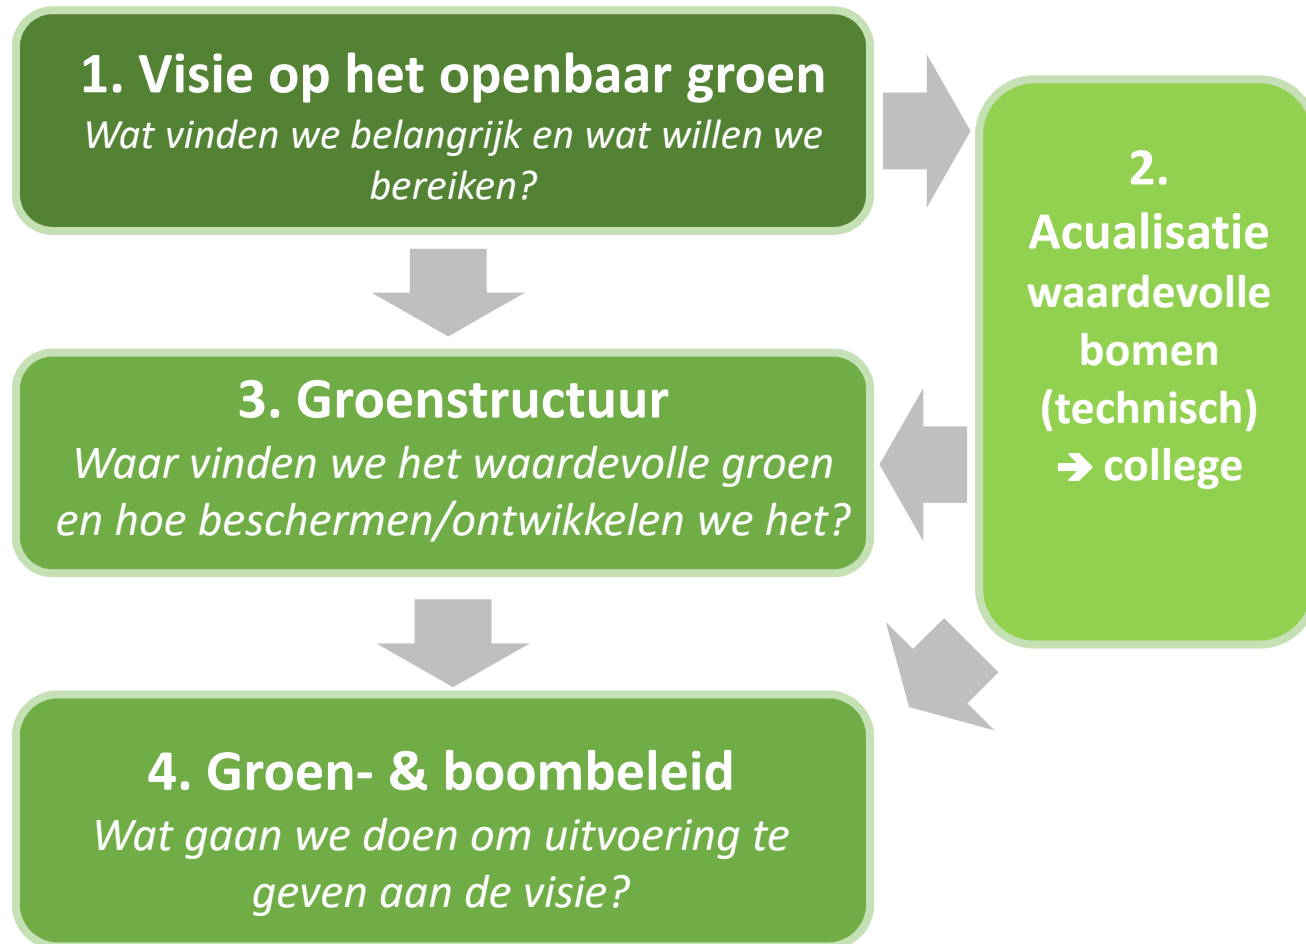 1. Visie op het openbaar groen
Wat vinden we belangrijk en wat willen we
bereiken?
2.
Acualisatie
waardevolle
bomen
(technisch)
➔ college
3. Groenstructuur
Waar vinden we het waardevolle groen
en hoe beschermen/ontwikkelen we het?
4. Groen- & boombeleid
Wat gaan we doen om uitvoering te
geven aan de visie?